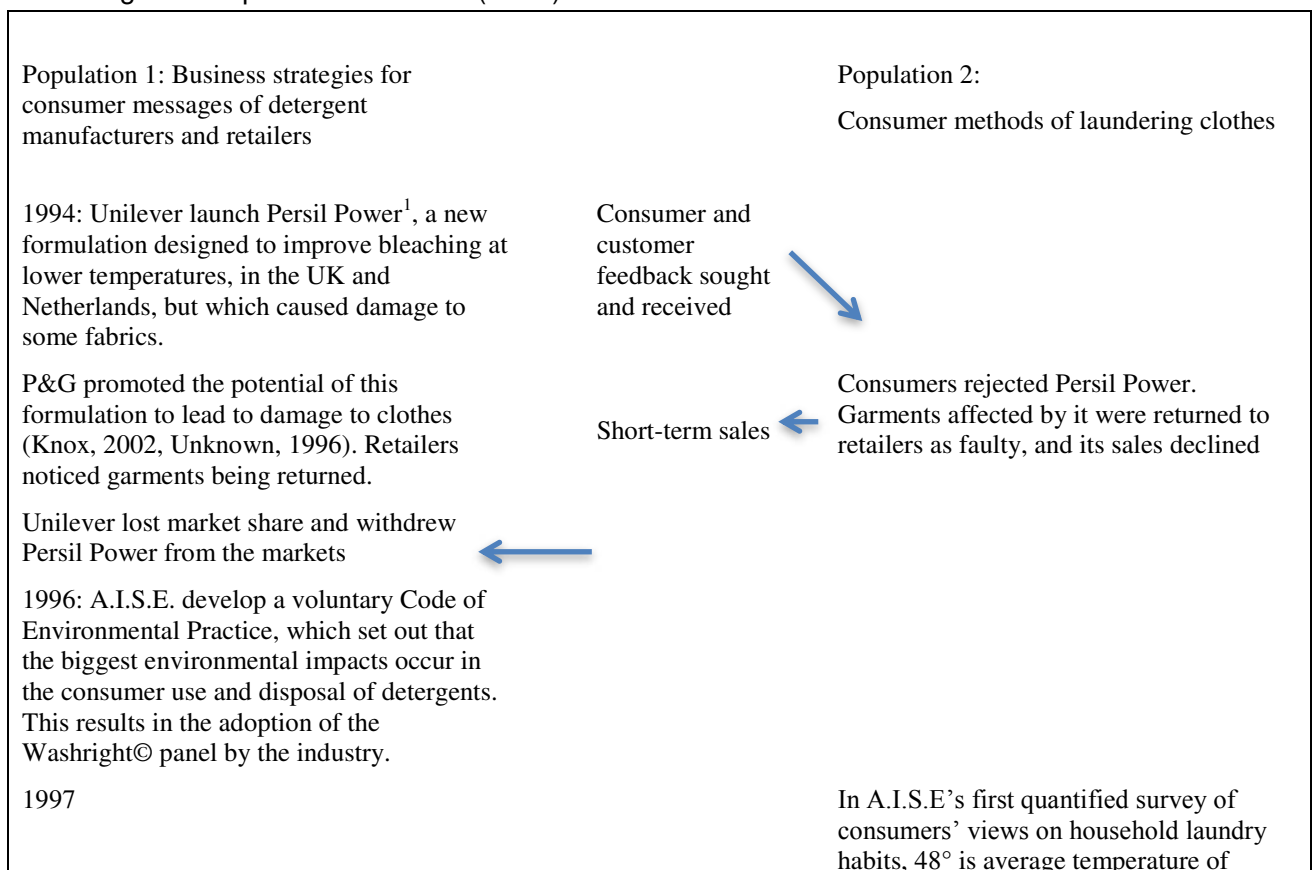 Population 1: Business strategies for
consumer messages of detergent
manufacturers and retailers
Population 2:
Consumer methods of laundering clothes
1994: Unilever launch Persil Power1, a new
formulation designed to improve bleaching at
lower temperatures, in the UK and
Netherlands, but which caused damage to
some fabrics.
Consumer and
customer
feedback sought
and received
P&G promoted the potential of this
formulation to lead to damage to clothes
(Knox, 2002, Unknown, 1996). Retailers
noticed garments being returned.
Short-term sales
Consumers rejected Persil Power.
Garments affected by it were returned to
retailers as faulty, and its sales declined
Unilever lost market share and withdrew
Persil Power from the markets
1996: A.I.S.E. develop a voluntary Code of
Environmental Practice, which set out that
the biggest environmental impacts occur in
the consumer use and disposal of detergents.
This results in the adoption of the
Washright© panel by the industry.
1997
In A.I.S.E's first quantified survey of
consumers' views on household laundry
habits, 48° is average temperature of